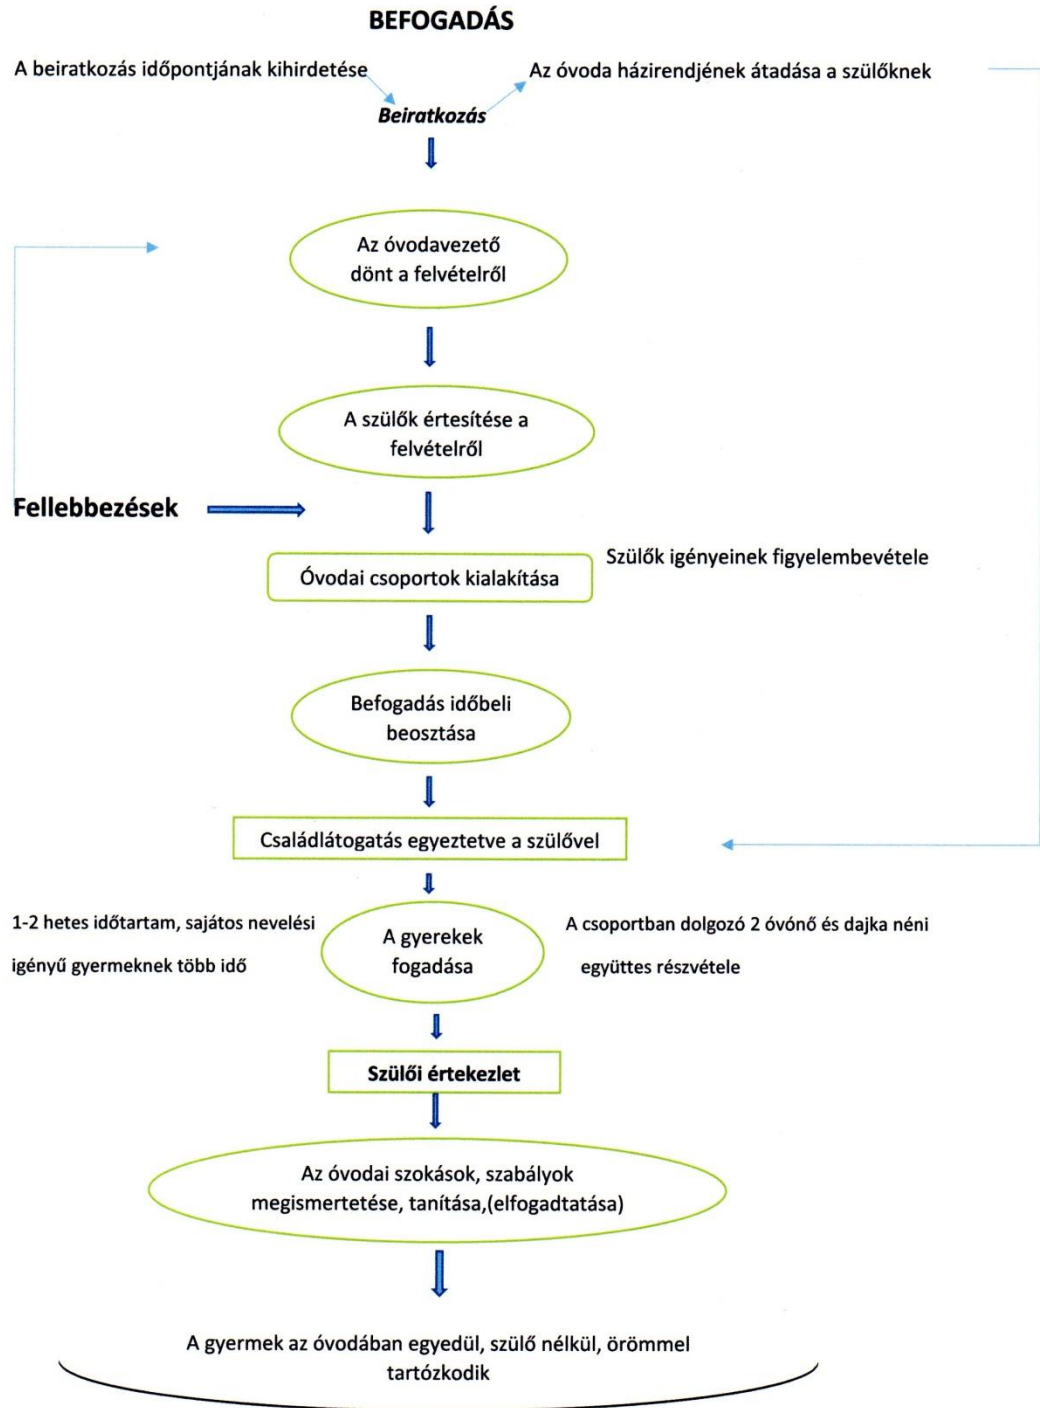 BEFOGADÁS
A beiratkozás időpontjának kihirdetése
Az óvoda házirendjének átadása a szülőknek
Beiratkozás
Az óvodavezető
dönt a felvételről
A szülők értesítése a
felvételről
Fellebbezések
Szülők igényeinek figyelembevétele
Óvodai csoportok kialakítása
Befogadás időbeli
beosztása
Családlátogatás egyeztetve a szülővel
1-2 hetes időtartam, sajátos nevelési
igényű gyermeknek több idő
A gyerekek
fogadása
A csoportban dolgozó 2 óvónő és dajka néni
együttes részvétele
Szülői értekezlet
Az óvodai szokások, szabályok
megismertetése, tanítása,(elfogadtatása)
A gyermek az óvodában egyedül, szülő nélkül, örömmel
tartózkodik